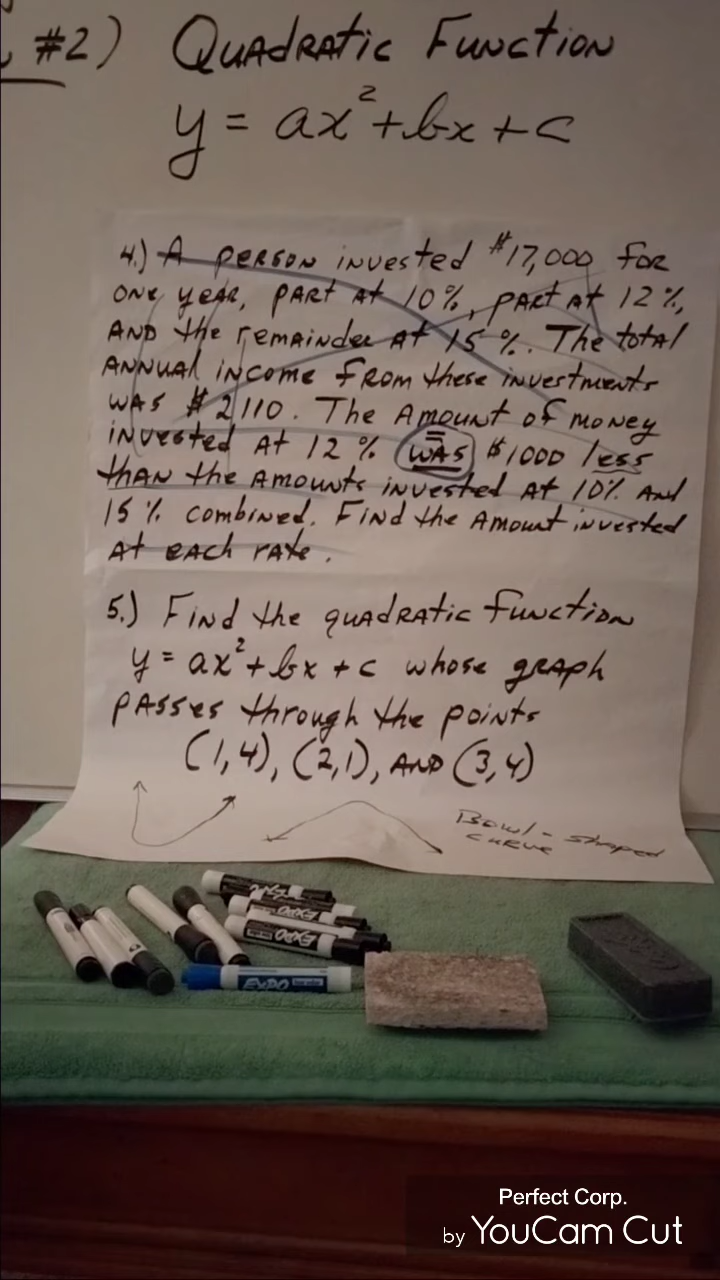 #2) Quadratic Function
y = ax²+bx+c
4.) A person invested $17,000 for
one year, part at 10%, part at 12%,
and the remainder at 15%. The total
annual income from these investments
was $2110. The amount of money
invested at 12% was $1000 less
than the amounts invested at 10% and
15% combined. Find the amount invested
at each rate.
5.) Find the quadratic function
y = ax²+bx+c whose graph
passes through the points
(1,4), (2,1), and (3,4)
Bowl-shaped
curve
EXPO
EXPO
EXPO
Perfect Corp.
by YouCam Cut